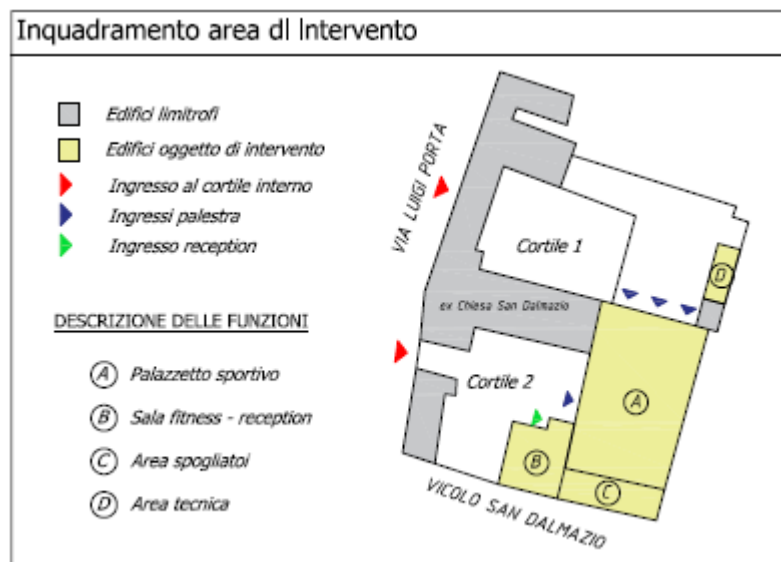 Inquadramento area di Intervento
Edifici limitrofi
Edifici oggetto di intervento
Ingresso al cortile interno
Ingressi palestra
Ingresso reception
DESCRIZIONE DELLE FUNZIONI
A Palazzetto sportivo
B Sala fitness - reception
C Area spogliatoi
D Area tecnica
VIA LUIGI PORTA
Cortile 1
D
ex Chiesa San Dalmazio
Cortile 2
A
B
C
VICOLO SAN DALMAZIO